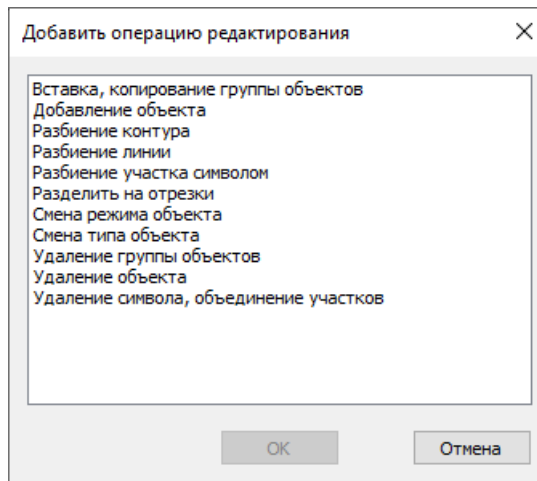 Добавить операцию редактирования
Вставка, копирование группы объектов
Добавление объекта
Разбиение контура
Разбиение линии
Разбиение участка символом
Разделить на отрезки
Смена режима объекта
Смена типа объекта
Удаление группы объектов
Удаление объекта
Удаление символа, объединение участков
ОК
Отмена